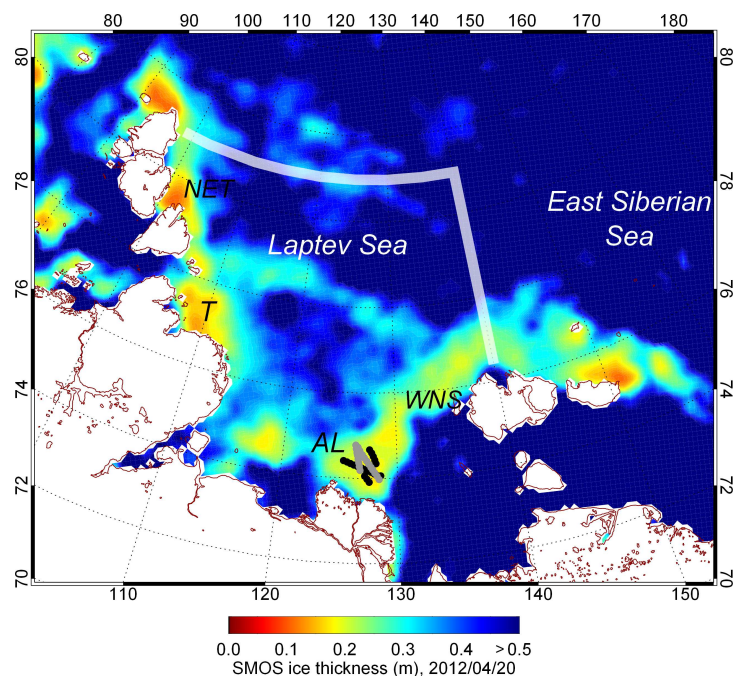 80 90 100 110 120 125 130 140 150 155 160 170 180
80 80
NET
East Siberian
Sea
78 78
Laptev Sea
76 76
T
74 74
WNS
AL
72 72
70 70
110 120 130 140 150
0.0 0.1 0.2 0.3 0.4 >0.5
SMOS ice thickness (m), 2012/04/20